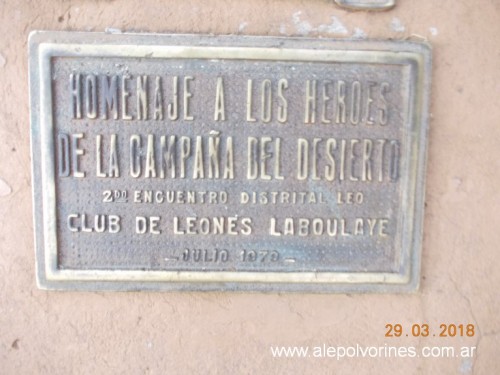 HOMENAJE A LOS HEROES
DE LA CAMPAÑA DEL DESIERTO
2DO ENCUENTRO DISTRITAL LEO
CLUB DE LEONES LABOULAYE
JULIO 1979
29.03.2018
www.alepolvorines.com.ar